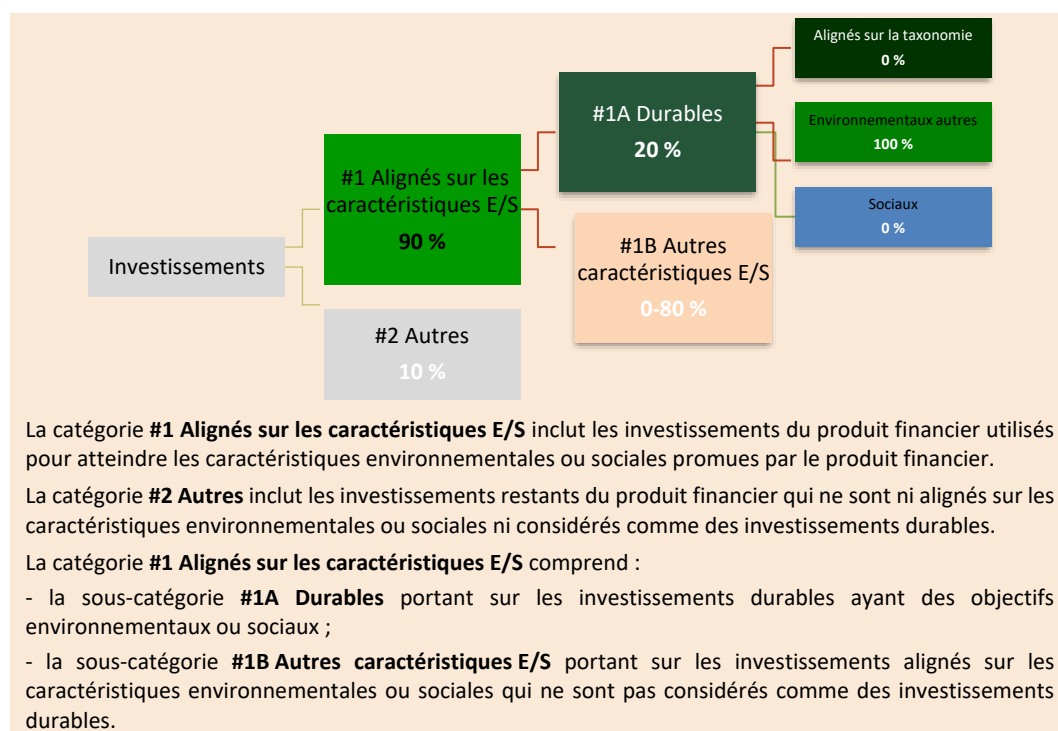 Investissements
#1 Alignés sur les
caractéristiques E/S
90 %
#2 Autres
10 %
#1A Durables
20 %
#1B Autres
caractéristiques E/S
0-80 %
Alignés sur la taxonomie
0 %
Environnementaux autres
100 %
Sociaux
0 %
La catégorie #1 Alignés sur les caractéristiques E/S inclut les investissements du produit financier utilisés
pour atteindre les caractéristiques environnementales ou sociales promues par le produit financier.
La catégorie #2 Autres inclut les investissements restants du produit financier qui ne sont ni alignés sur les
caractéristiques environnementales ou sociales ni considérés comme des investissements durables.
La catégorie #1 Alignés sur les caractéristiques E/S comprend :
- la sous-catégorie #1A Durables portant sur les investissements durables ayant des objectifs
environnementaux ou sociaux ;
- la sous-catégorie #1B Autres caractéristiques E/S portant sur les investissements alignés sur les
caractéristiques environnementales ou sociales qui ne sont pas considérés comme des investissements
durables.